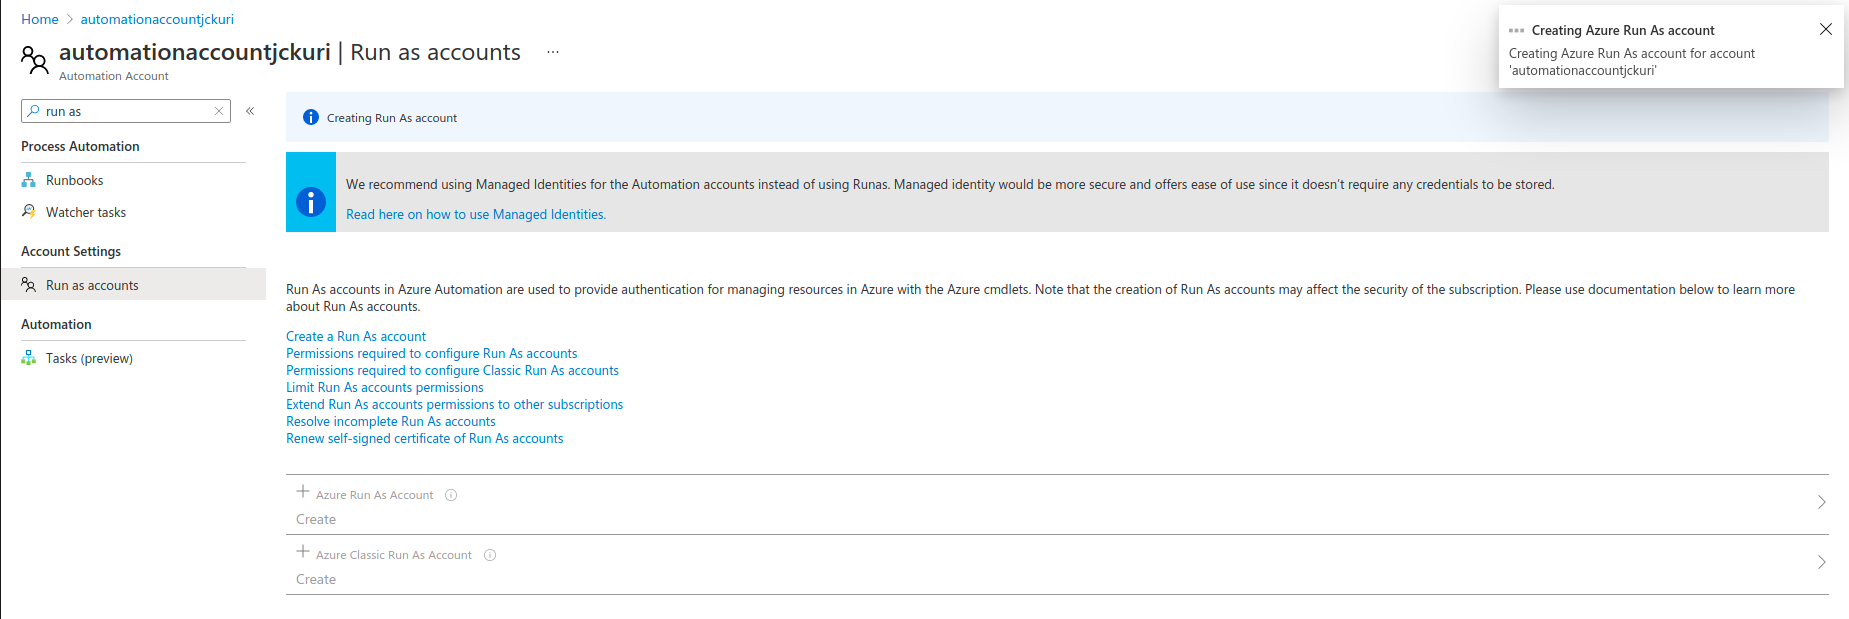 Home > automationaccountjckuri
automationaccountjckuri | Run as accounts ...
Automation Account
Creating Azure Run As account
Creating Azure Run As account for account
'automationaccountjckuri'
run as
Process Automation
Runbooks
Watcher tasks
Account Settings
Run as accounts
Automation
Tasks (preview)
Creating Run As account
We recommend using Managed Identities for the Automation accounts instead of using Runas. Managed identity would be more secure and offers ease of use since it doesn't require any credentials to be stored.
Read here on how to use Managed Identities.
Run As accounts in Azure Automation are used to provide authentication for managing resources in Azure with the Azure cmdlets. Note that the creation of Run As accounts may affect the security of the subscription. Please use documentation below to learn more
about Run As accounts.
Create a Run As account
Permissions required to configure Run As accounts
Permissions required to configure Classic Run As accounts
Limit Run As accounts permissions
Extend Run As accounts permissions to other subscriptions
Resolve incomplete Run As accounts
Renew self-signed certificate of Run As accounts
Azure Run As Account
Create
Azure Classic Run As Account
Create